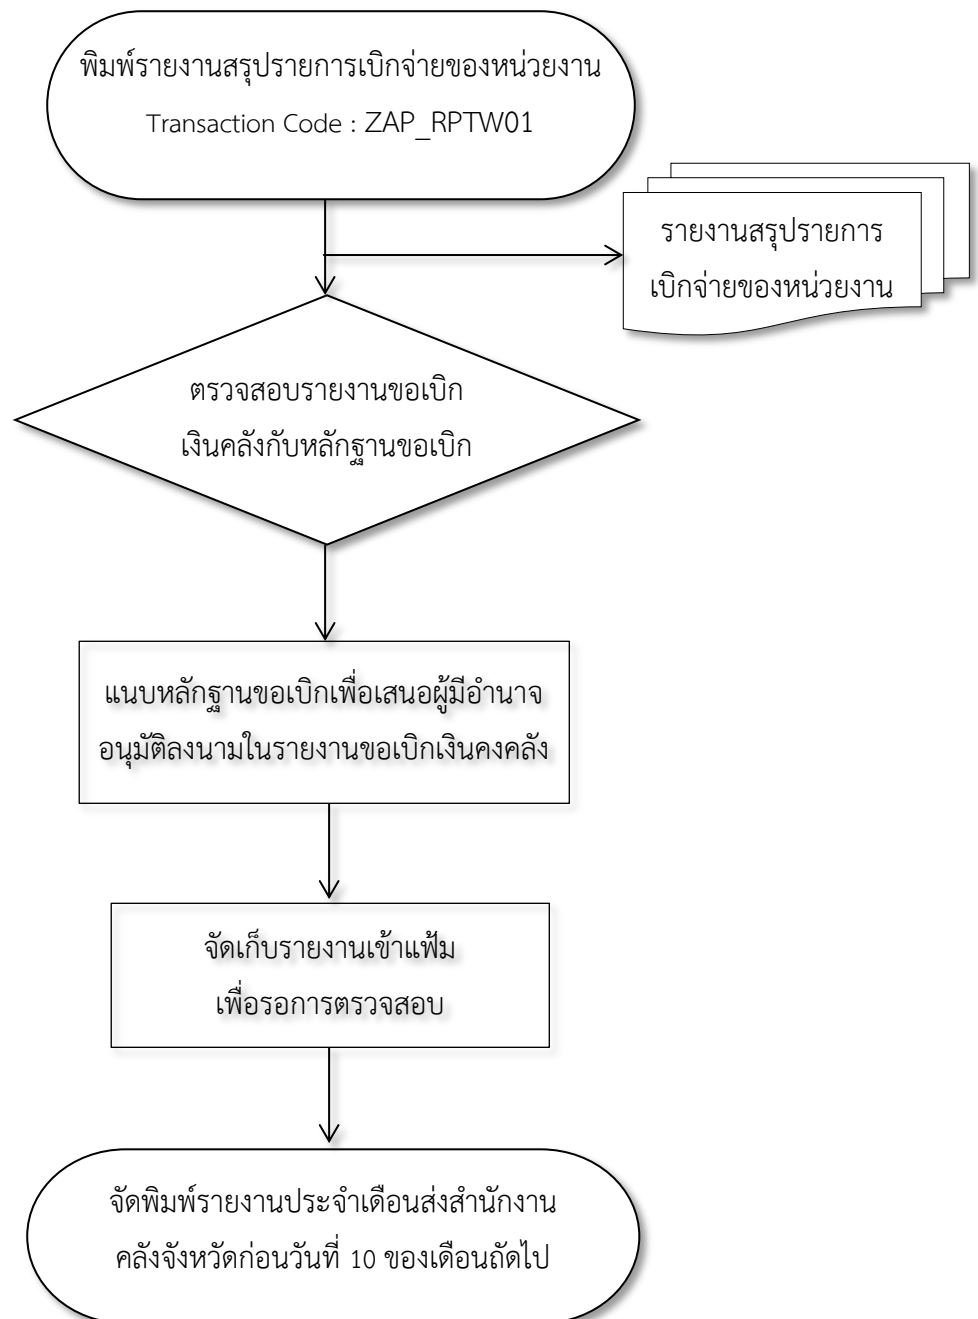 พิมพ์รายงานสรุปรายการเบิกจ่ายของหน่วยงาน
Transaction Code : ZAP_RPTW01
รายงานสรุปรายการ
เบิกจ่ายของหน่วยงาน
ตรวจสอบรายงานขอเบิก
เงินคลังกับหลักฐานขอเบิก
แนบหลักฐานขอเบิกเพื่อเสนอผู้มีอำนาจ
อนุมัติลงนามในรายงานขอเบิกเงินคงคลัง
จัดเก็บรายงานเข้าแฟ้ม
เพื่อรอการตรวจสอบ
จัดพิมพ์รายงานประจำเดือนส่งสำนักงาน
คลังจังหวัดก่อนวันที่ 10 ของเดือนถัดไป